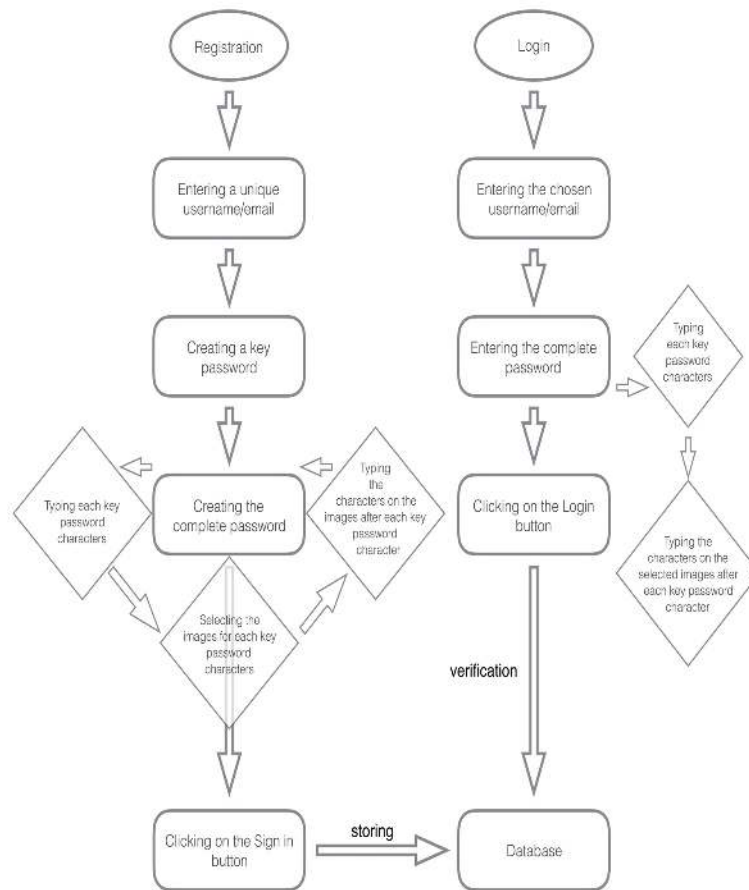 Registration
Login
Entering a unique
username/email
Entering the chosen
username/email
Creating a key
password
Entering the complete
password
Typing
each key
password
characters
Typing each key
password
characters
Creating the
complete password
Typing
the
characters on the
images after each key
password
character
Clicking on the Login
button
Typing the
characters on the
selected images after
each key password
character
Selecting the
images for each key
password
characters
verification
Clicking on the Sign in
button
storing
Database